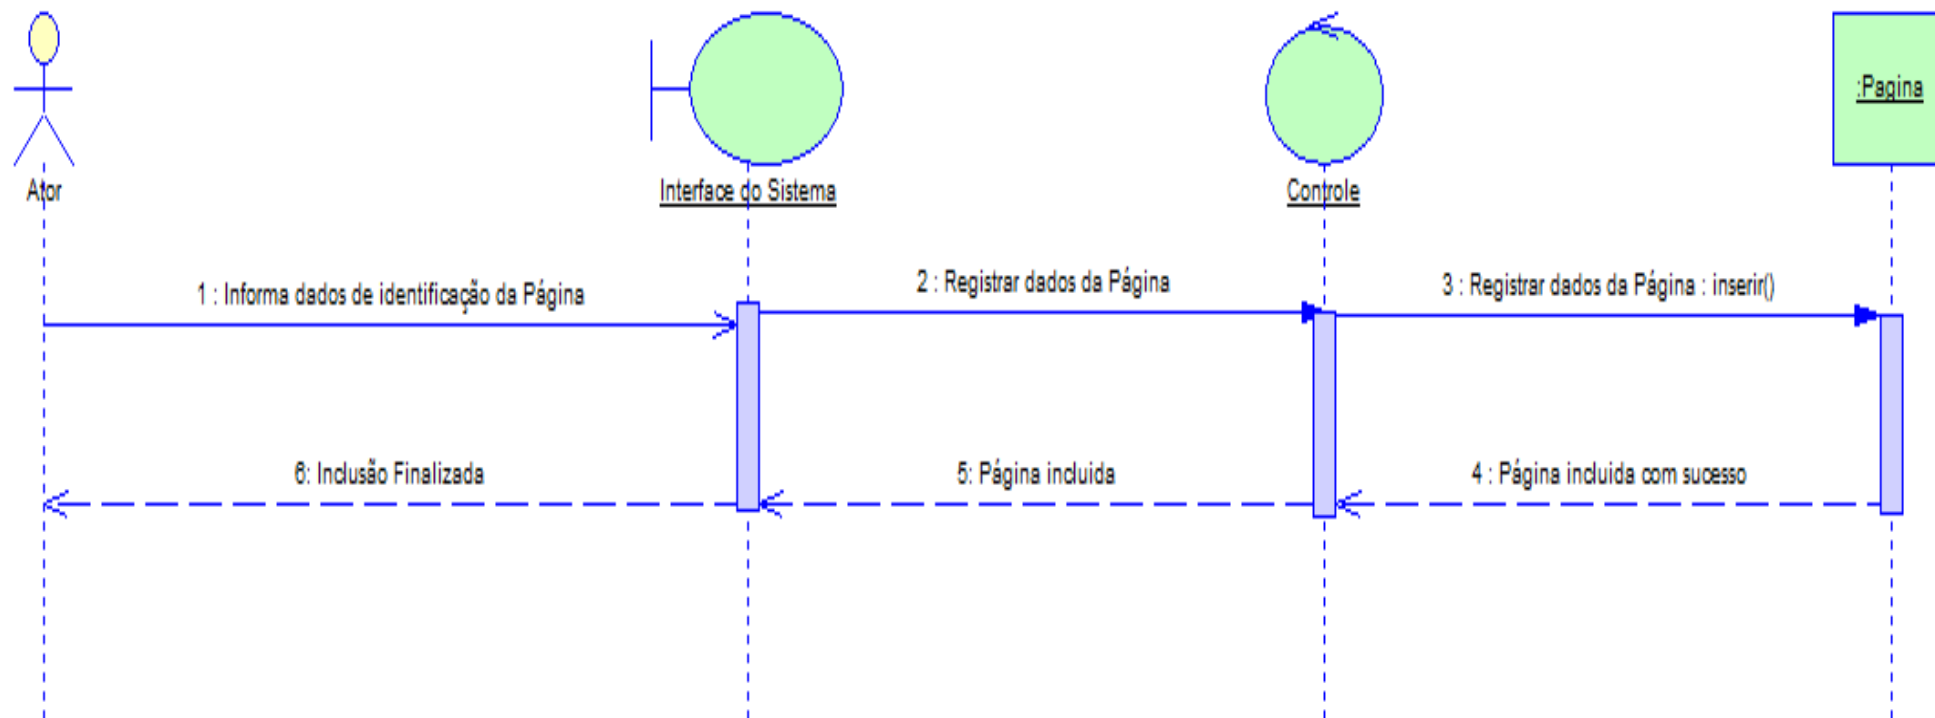 :Pagina
Ator
Interface do Sistema
Controle
1 : Informa dados de identificação da Página
2 : Registrar dados da Página
3 : Registrar dados da Página : inserir()
6: Inclusão Finalizada
5: Página incluida
4 : Página incluida com sucesso